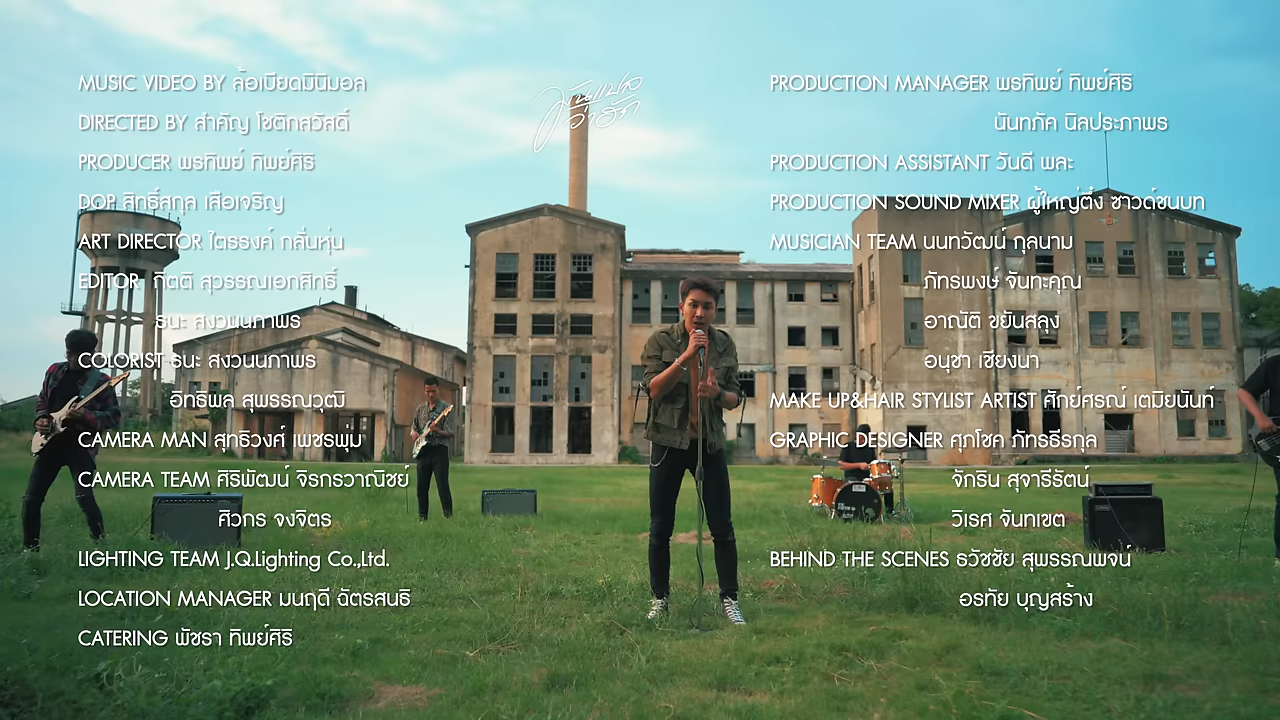 มันแปลว่าฮัก
MUSIC VIDEO BY ล้อเบียดมินิมอล
DIRECTED BY สำคัญ โชติกสวัสดิ์
PRODUCER พรทิพย์ ทิพย์ศิริ
DOP สิทธิ์สกุล เสือเจริญ
ART DIRECTOR ไตรรงค์ กลิ่นหุ่น
EDITOR กิตติ สุวรรณเอกสิทธิ์
ธนะ สงวนนภาพร
COLORIST ธนะ สงวนนภาพร
อิทธิพล สุพรรณวุฒิ
CAMERA MAN สุทธิวงศ์ เพชรพุ่ม
CAMERA TEAM ศิริพัฒน์ จิรกรวาณิชย์
ศิวกร จงจิตร
LIGHTING TEAM J.Q.Lighting Co.,Ltd.
LOCATION MANAGER มนฤดี ฉัตรสนธิ
CATERING พัชรา ทิพย์ศิริ
PRODUCTION MANAGER พรทิพย์ ทิพย์ศิริ
นันทภัค นิลประภาพร
PRODUCTION ASSISTANT วันดี พละ
PRODUCTION SOUND MIXER ผู้ใหญ่ตึ๋ง ซาวด์ชนบท
MUSICIAN TEAM นนทวัฒน์ กุลนาม
ภัทรพงษ์ จันทะคุณ
อาณัติ ขยันสลุง
อนุชา เชียงนา
MAKE UP&HAIR STYLIST ARTIST ศักย์ศรณ์ เตมิยนันท์
GRAPHIC DESIGNER ศุภโชค ภัทรธีรกุล
จักริน สุจารีรัตน์
วิเรศ จันทเขต
BEHIND THE SCENES ธวัชชัย สุพรรณพจน์
อรทัย บุญสร้าง